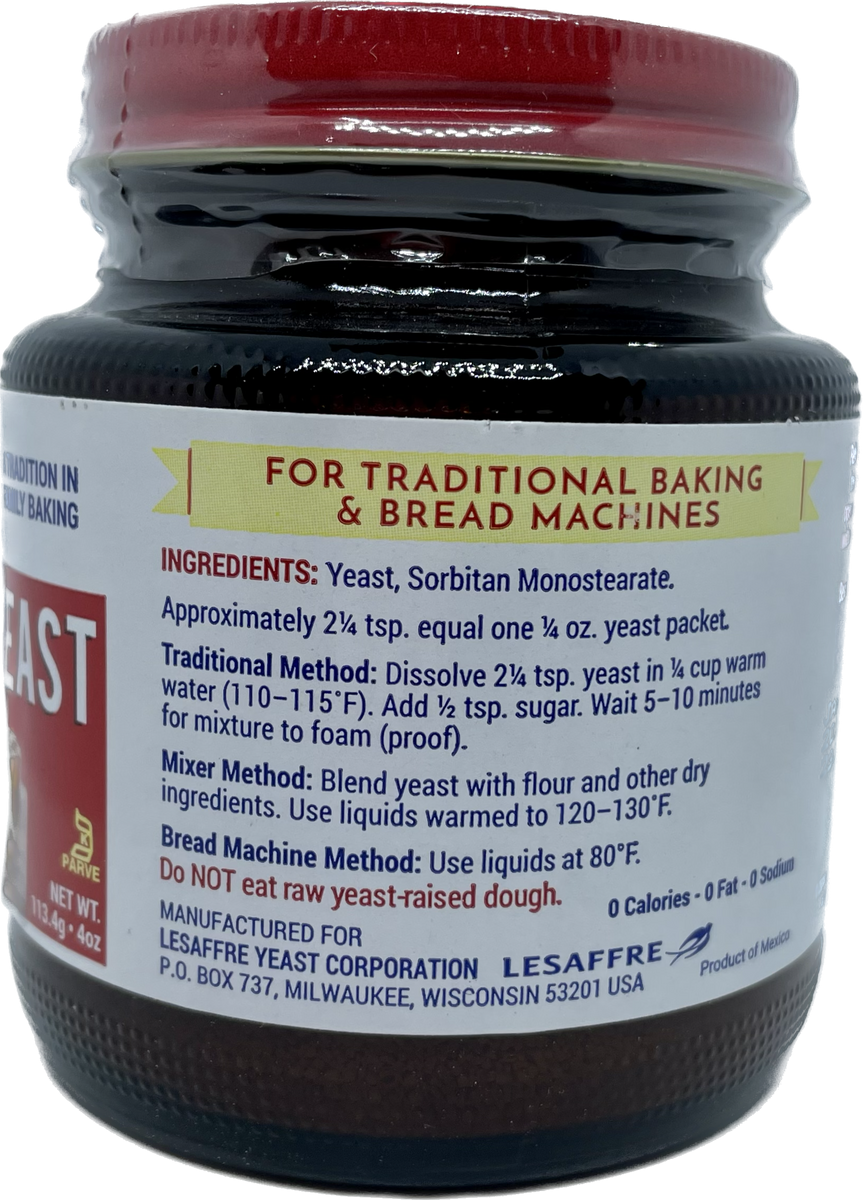 TRADITION IN
BAKING
FOR TRADITIONAL BAKING
& BREAD MACHINES
INGREDIENTS: Yeast, Sorbitan Monostearate.
Approximately 2¼ tsp. equal one ¼ oz. yeast packet.
Traditional Method: Dissolve 2¼ tsp. yeast in ¼ cup warm
water (110–115°F). Add ½ tsp. sugar. Wait 5–10 minutes
for mixture to foam (proof).
Mixer Method: Blend yeast with flour and other dry
ingredients. Use liquids warmed to 120–130°F.
Bread Machine Method: Use liquids at 80°F.
Do NOT eat raw yeast-raised dough.
0 Calories - 0 Fat - 0 Sodium
MANUFACTURED FOR
LESAFFRE YEAST CORPORATION
P.O. BOX 737, MILWAUKEE, WISCONSIN 53201 USA
LESAFFRE
Product of Mexico
EAST
K
PARVE
NET WT.
113.4g • 4oz